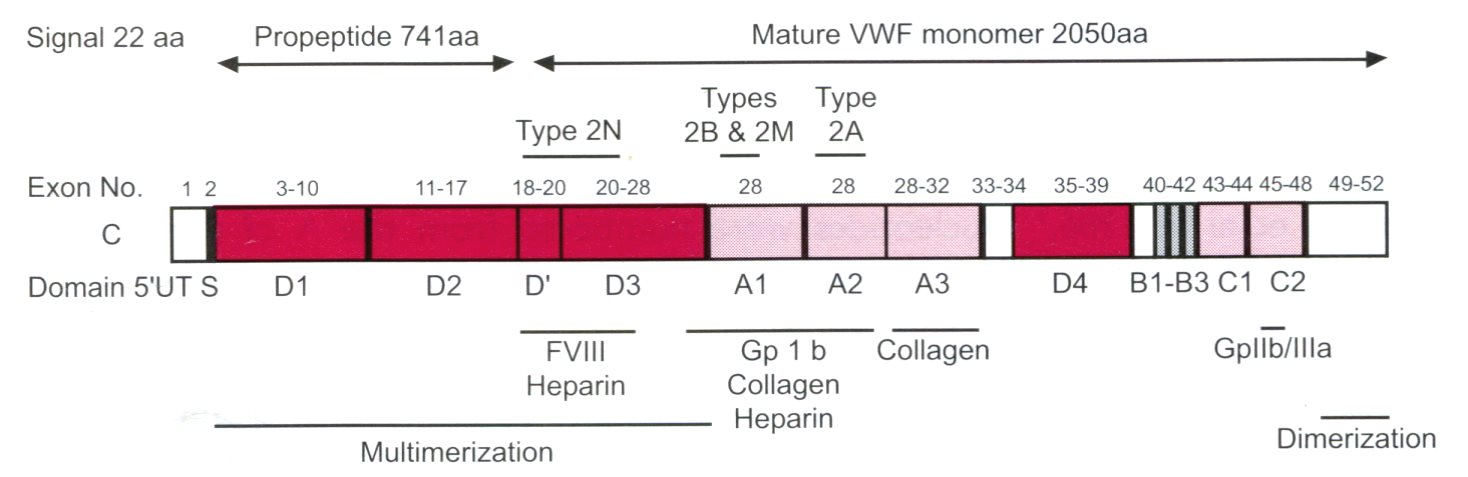 Signal 22 aa Propeptide 741aa Mature VWF monomer 2050aa
Types Type
Type 2N 2B & 2M 2A
Exon No. 1 2 3-10 11-17 18-20 20-28 28 28 28-32 33-34 35-39 40-42 43-44 45-48 49-52
C
Domain 5'UT S D1 D2 D' D3 A1 A2 A3 D4 B1-B3 C1 C2
FVIII Gp 1 b Collagen GpIIb/IIIa
Heparin Collagen
Heparin
Multimerization Dimerization